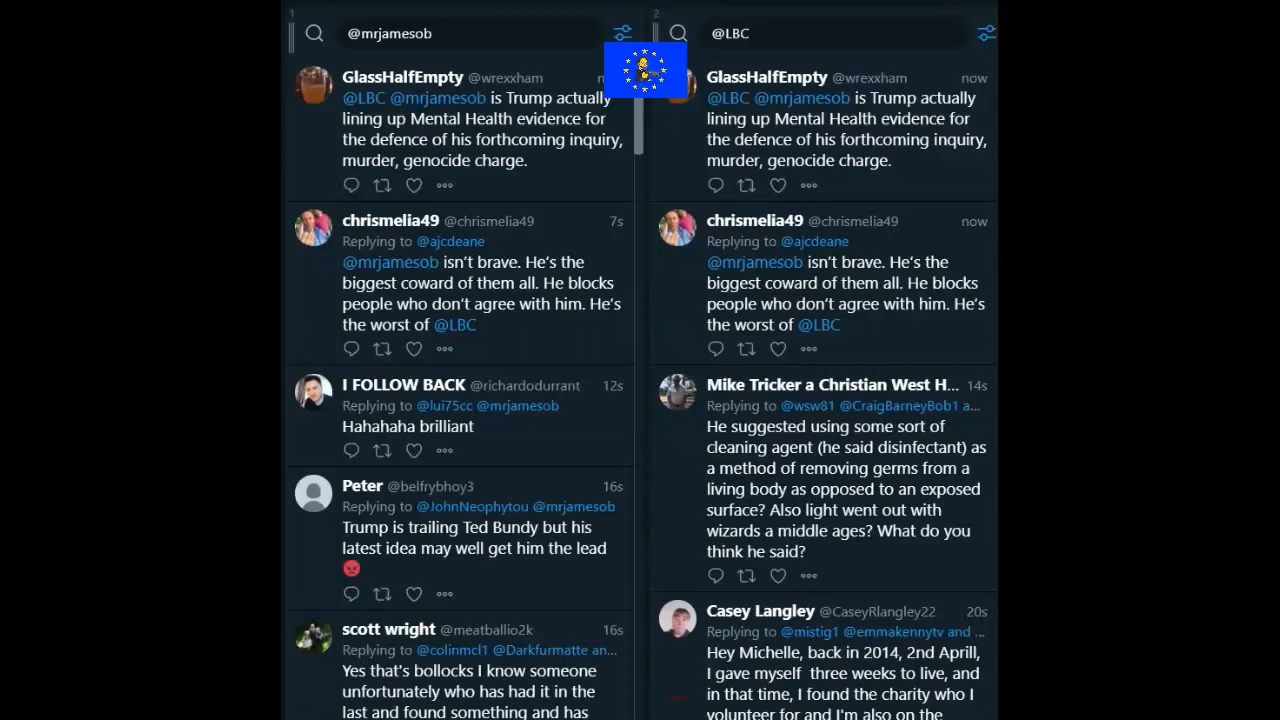 1
@mrjamesob
GlassHalfEmpty @wrexxham
@LBC @mrjamesob is Trump actually
lining up Mental Health evidence for
the defence of his forthcoming inquiry,
murder, genocide charge.
chrismelia49 @chrismelia49 7s
Replying to @ajcdeane
@mrjamesob isn't brave. He's the
biggest coward of them all. He blocks
people who don't agree with him. He's
the worst of @LBC
I FOLLOW BACK @richardodurrant 12s
Replying to @lui75cc @mrjamesob
Hahahaha brilliant
Peter @belfrybhoy3 16s
Replying to @JohnNeophytou @mrjamesob
Trump is trailing Ted Bundy but his
latest idea may well get him the lead
scott wright @meatballio2k 16s
Replying to @colinmcl1 @Darkfurmatte an...
Yes that's bollocks I know someone
unfortunately who has had it in the
last and found something and has
2
@LBC
GlassHalfEmpty @wrexxham now
@LBC @mrjamesob is Trump actually
lining up Mental Health evidence for
the defence of his forthcoming inquiry,
murder, genocide charge.
chrismelia49 @chrismelia49 now
Replying to @ajcdeane
@mrjamesob isn't brave. He's the
biggest coward of them all. He blocks
people who don't agree with him. He's
the worst of @LBC
Mike Tricker a Christian West H... 14s
Replying to @wsw81 @CraigBarneyBob1 a...
He suggested using some sort of
cleaning agent (he said disinfectant) as
a method of removing germs from a
living body as opposed to an exposed
surface? Also light went out with
wizards a middle ages? What do you
think he said?
Casey Langley @CaseyRlangley22 20s
Replying to @mistig1 @emmakennytv and ...
Hey Michelle, back in 2014, 2nd Aprill,
I gave myself three weeks to live, and
in that time, I found the charity who I
volunteer for and I'm also on the